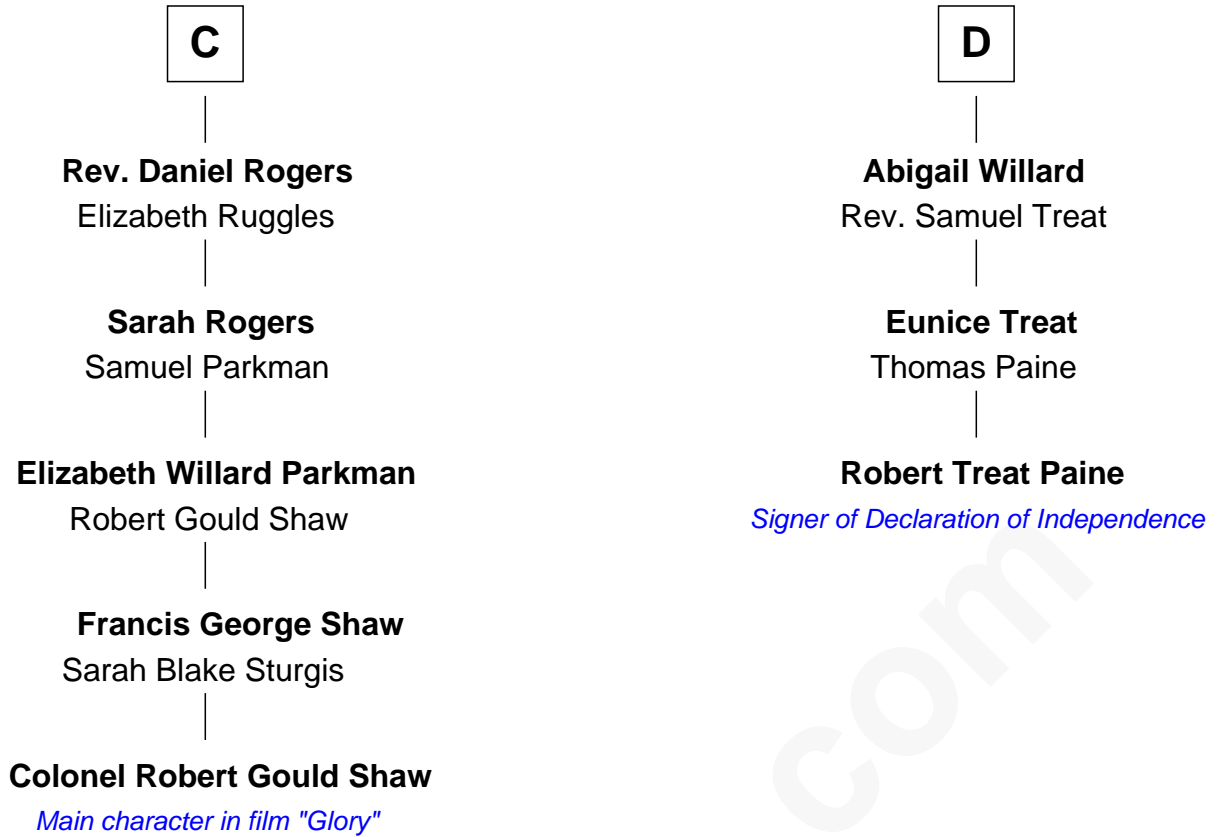 C
Rev. Daniel Rogers
Elizabeth Ruggles
Sarah Rogers
Samuel Parkman
Elizabeth Willard Parkman
Robert Gould Shaw
Francis George Shaw
Sarah Blake Sturgis
Colonel Robert Gould Shaw
Main character in film "Glory"
D
Abigail Willard
Rev. Samuel Treat
Eunice Treat
Thomas Paine
Robert Treat Paine
Signer of Declaration of Independence
com